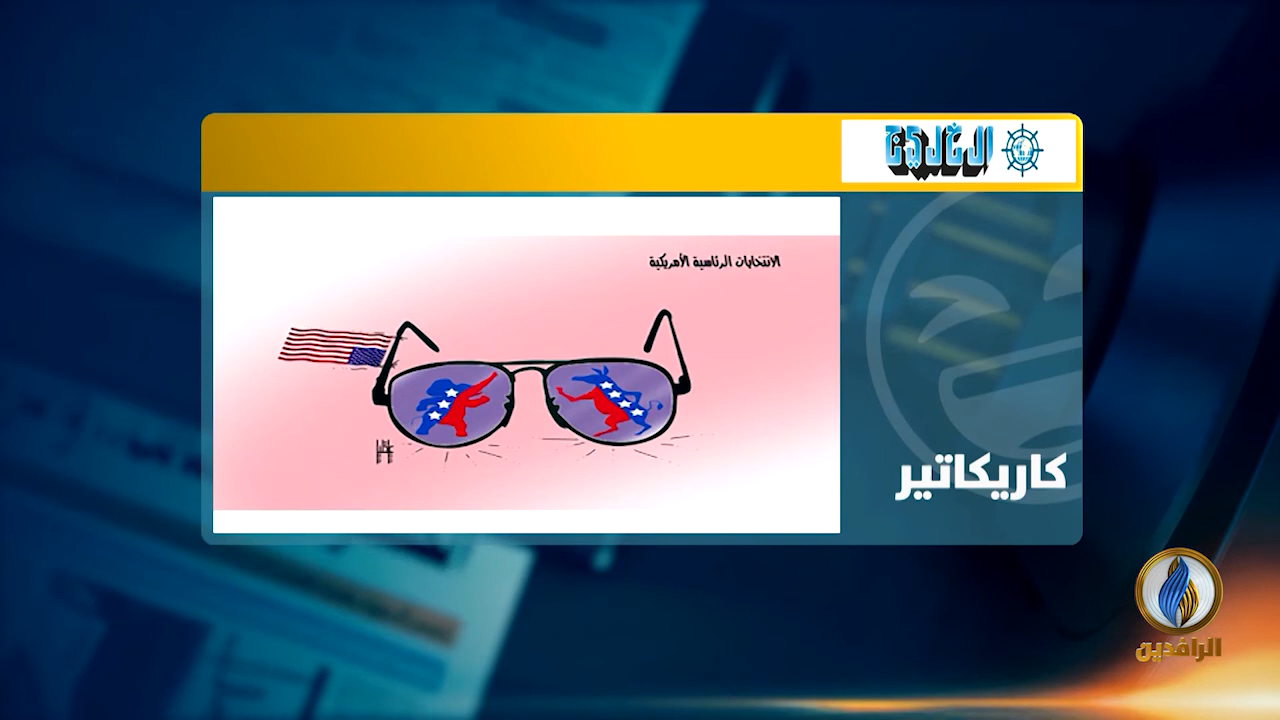 الخليج
الانتخابات الرئاسية الأمريكية
كاريكاتير
الرافدين